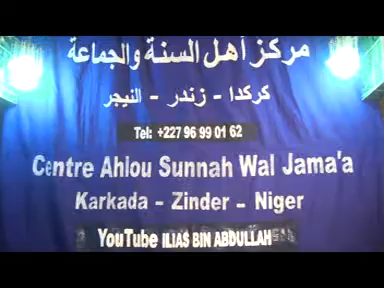 مركز أهل السنة والجماعة
كركدا - زندر - النيجر
Tel: +227 96 99 01 62
Centre Ahlou Sunnah Wal Jama'a
Karkada - Zinder - Niger
YouTube ILIAS BIN ABDULLAH